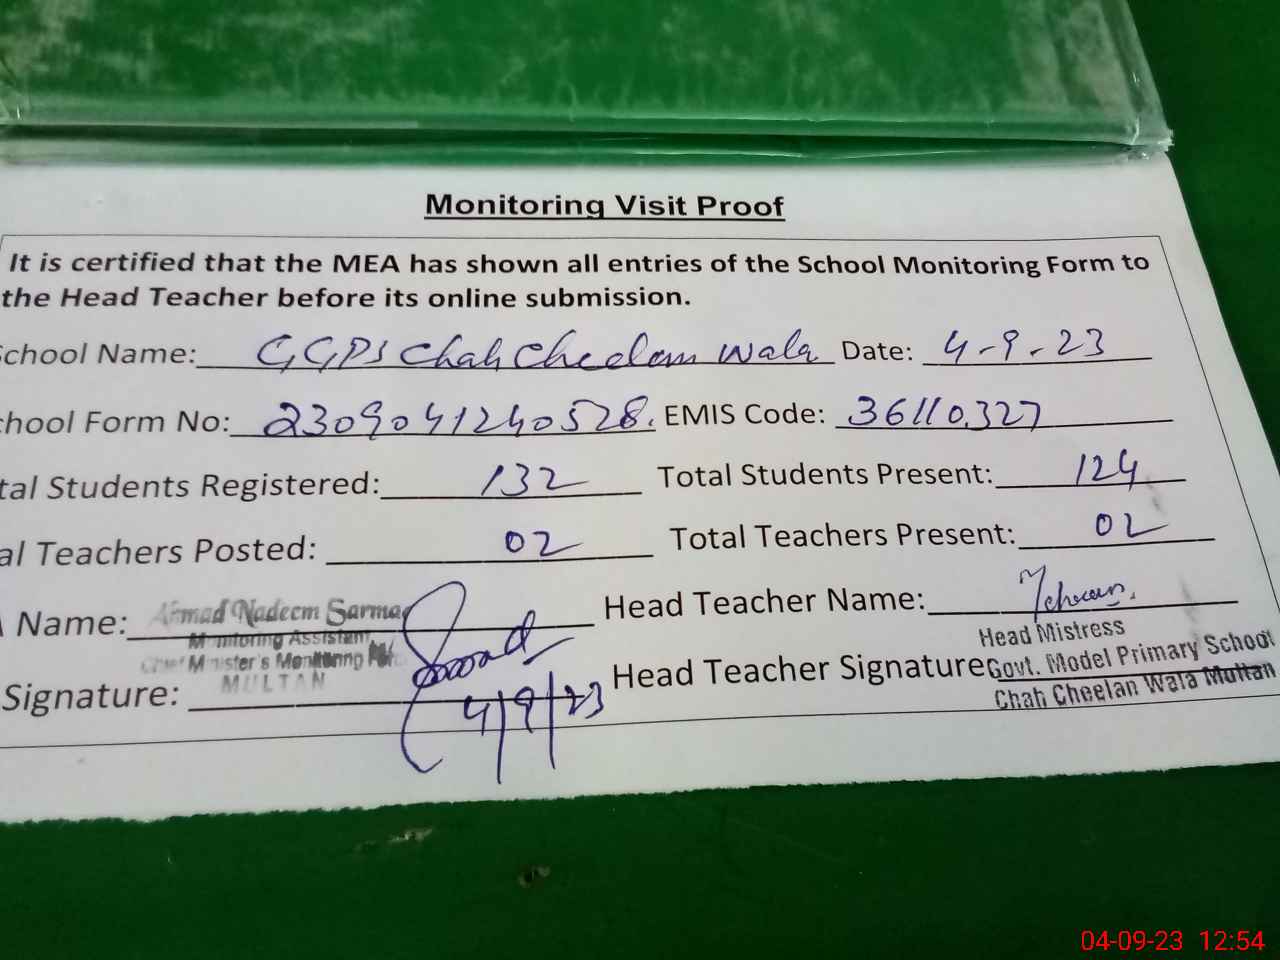 Monitoring Visit Proof
It is certified that the MEA has shown all entries of the School Monitoring Form to
the Head Teacher before its online submission.
School Name: GGPS Chah Cheelan Wala Date: 4-9-23
chool Form No: 2309041240528. EMIS Code: 36110327
tal Students Registered: 132 Total Students Present: 124
al Teachers Posted: 02 Total Teachers Present: 02
Name: Ahmad Nadeem Sarmad Head Teacher Name:
Monitoring Assistant
Chief Minister's Monitoring
MULTAN
Signature: 4/9/23 Head Teacher Signature
Head Mistress
Govt. Model Primary School
Chah Cheelan Wala Multan
04-09-23 12:54